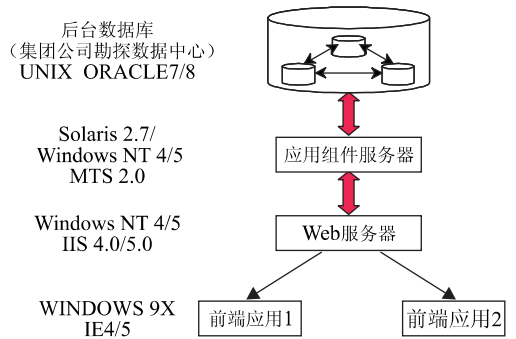 后台数据库
（集团公司勘探数据中心）
UNIX ORACLE7/8
Solaris 2.7/
Windows NT 4/5
MTS 2.0
应用组件服务器
Windows NT 4/5
IIS 4.0/5.0
Web服务器
WINDOWS 9X
IE4/5
前端应用1
前端应用2